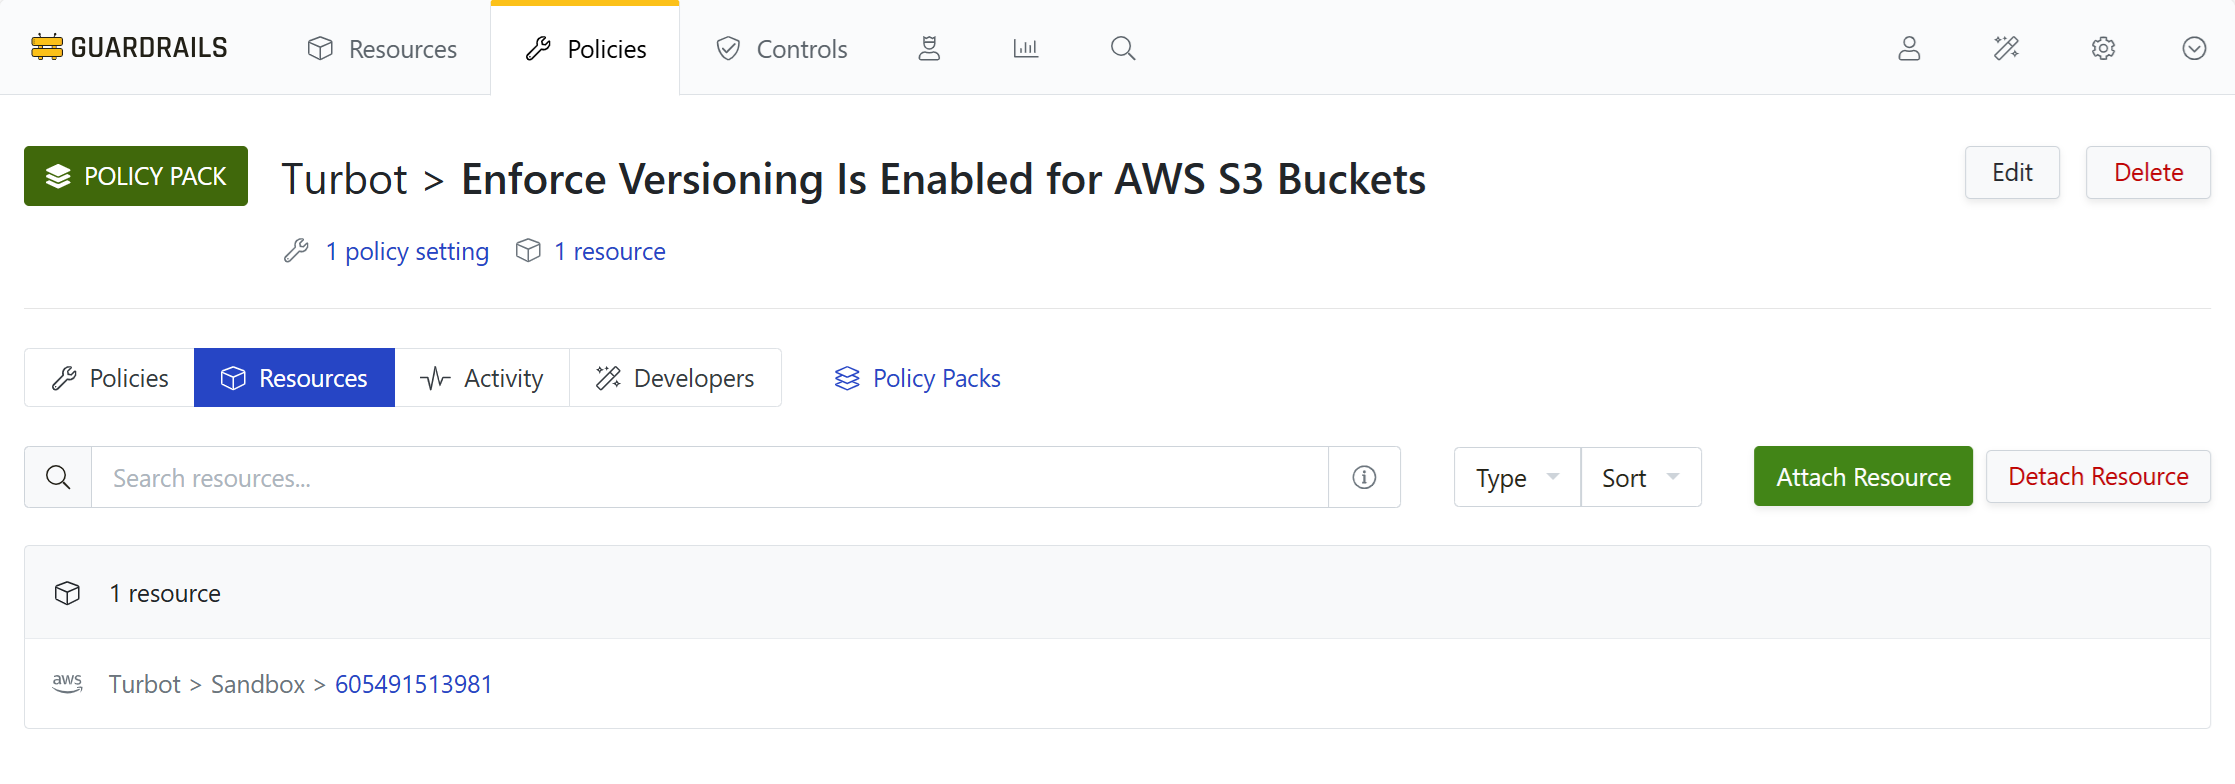 GUARDRAILS Resources Policies Controls
POLICY PACK Turbot > Enforce Versioning Is Enabled for AWS S3 Buckets Edit Delete
1 policy setting 1 resource
Policies Resources Activity Developers Policy Packs
Search resources... Type Sort Attach Resource Detach Resource
1 resource
aws Turbot > Sandbox > 605491513981